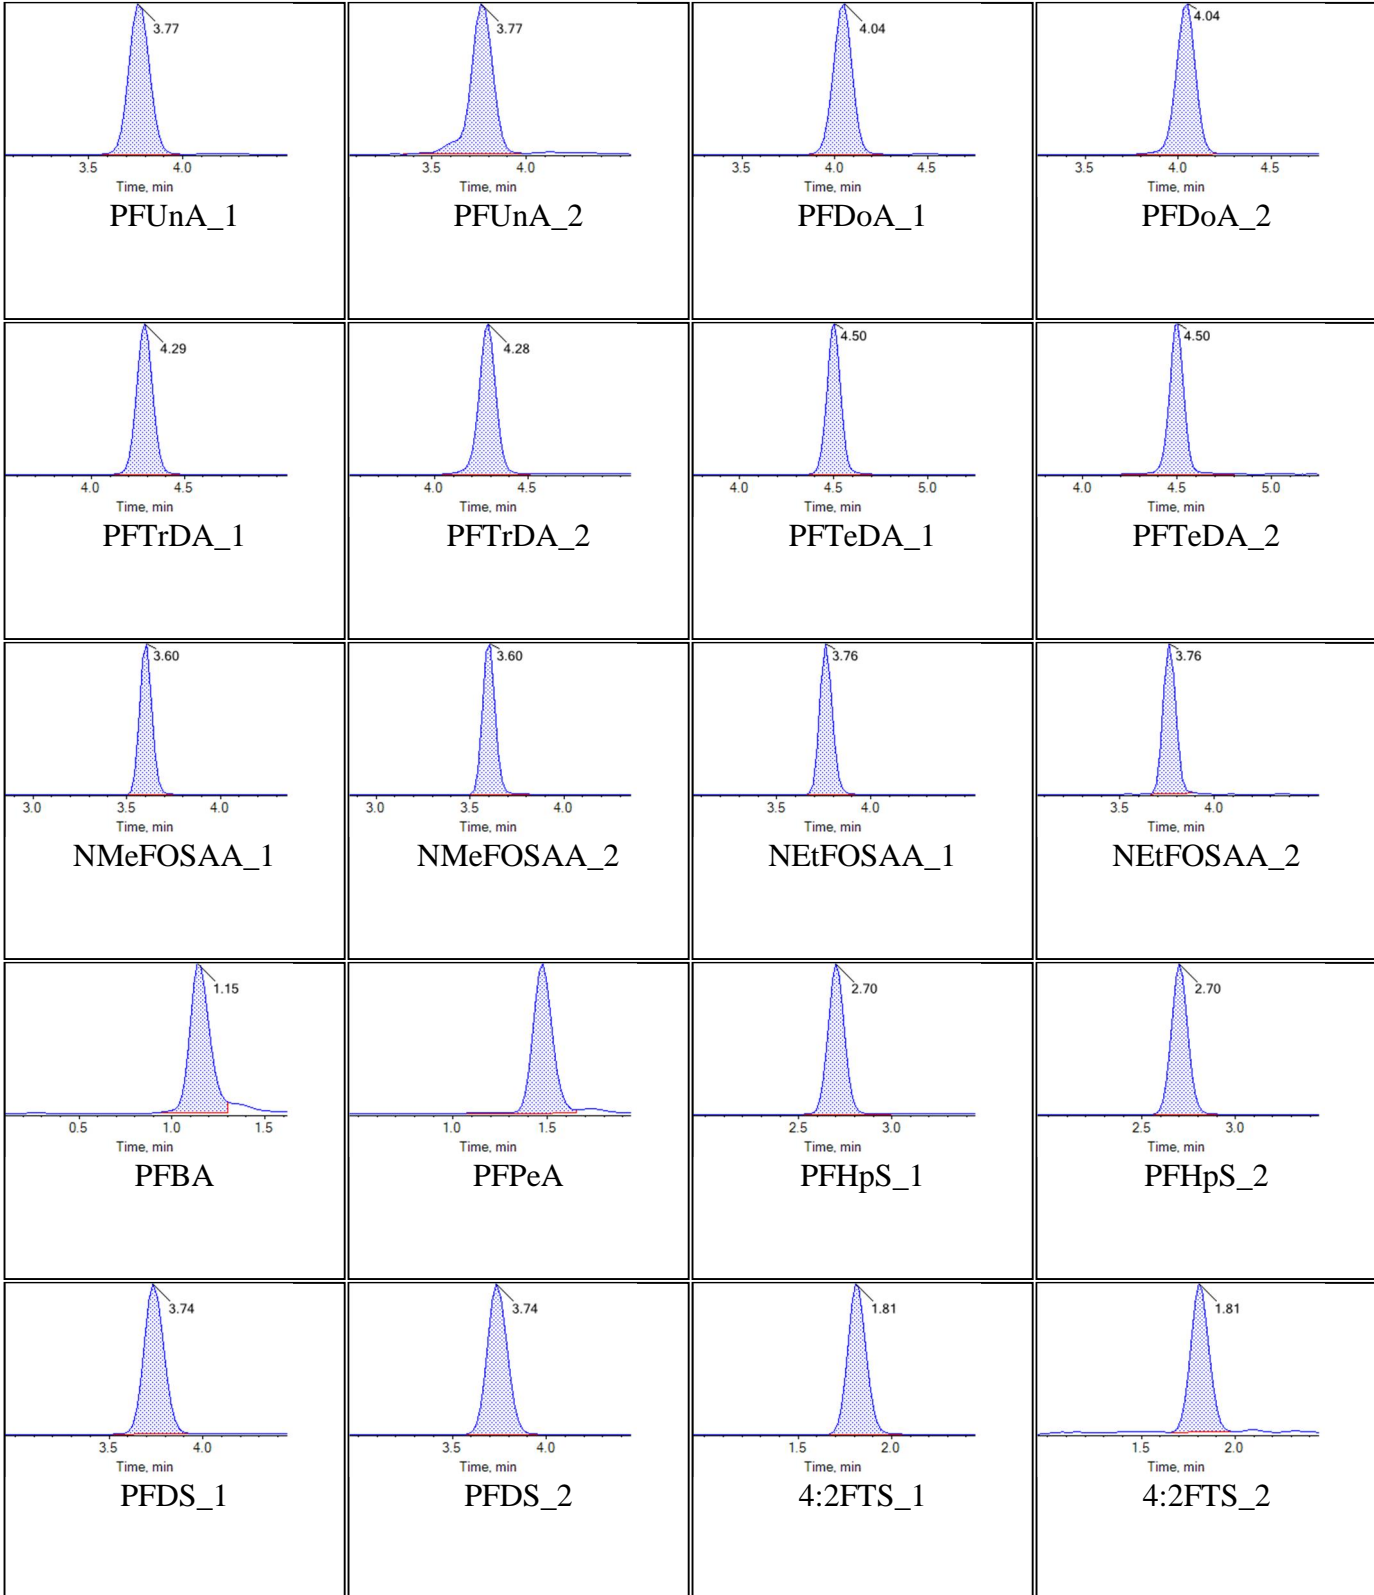 3.77 3.77 4.04 4.04
3.5 4.0 3.5 4.0 3.5 4.0 4.5 3.5 4.0 4.5
Time, min Time, min Time, min Time, min
PFUnA_1 PFUnA_2 PFDoA_1 PFDoA_2
4.29 4.28 4.50 4.50
4.0 4.5 4.0 4.5 4.0 4.5 5.0 4.0 4.5 5.0
Time, min Time, min Time, min Time, min
PFTrDA_1 PFTrDA_2 PFTeDA_1 PFTeDA_2
3.60 3.60 3.76 3.76
3.0 3.5 4.0 3.0 3.5 4.0 3.5 4.0 3.5 4.0
Time, min Time, min Time, min Time, min
NMeFOSAA_1 NMeFOSAA_2 NEtFOSAA_1 NEtFOSAA_2
1.15 2.70 2.70
0.5 1.0 1.5 1.0 1.5 2.5 3.0 2.5 3.0
Time, min Time, min Time, min Time, min
PFBA PFPeA PFHpS_1 PFHpS_2
3.74 3.74 1.81 1.81
3.5 4.0 3.5 4.0 1.5 2.0 1.5 2.0
Time, min Time, min Time, min Time, min
PFDS_1 PFDS_2 4:2FTS_1 4:2FTS_2